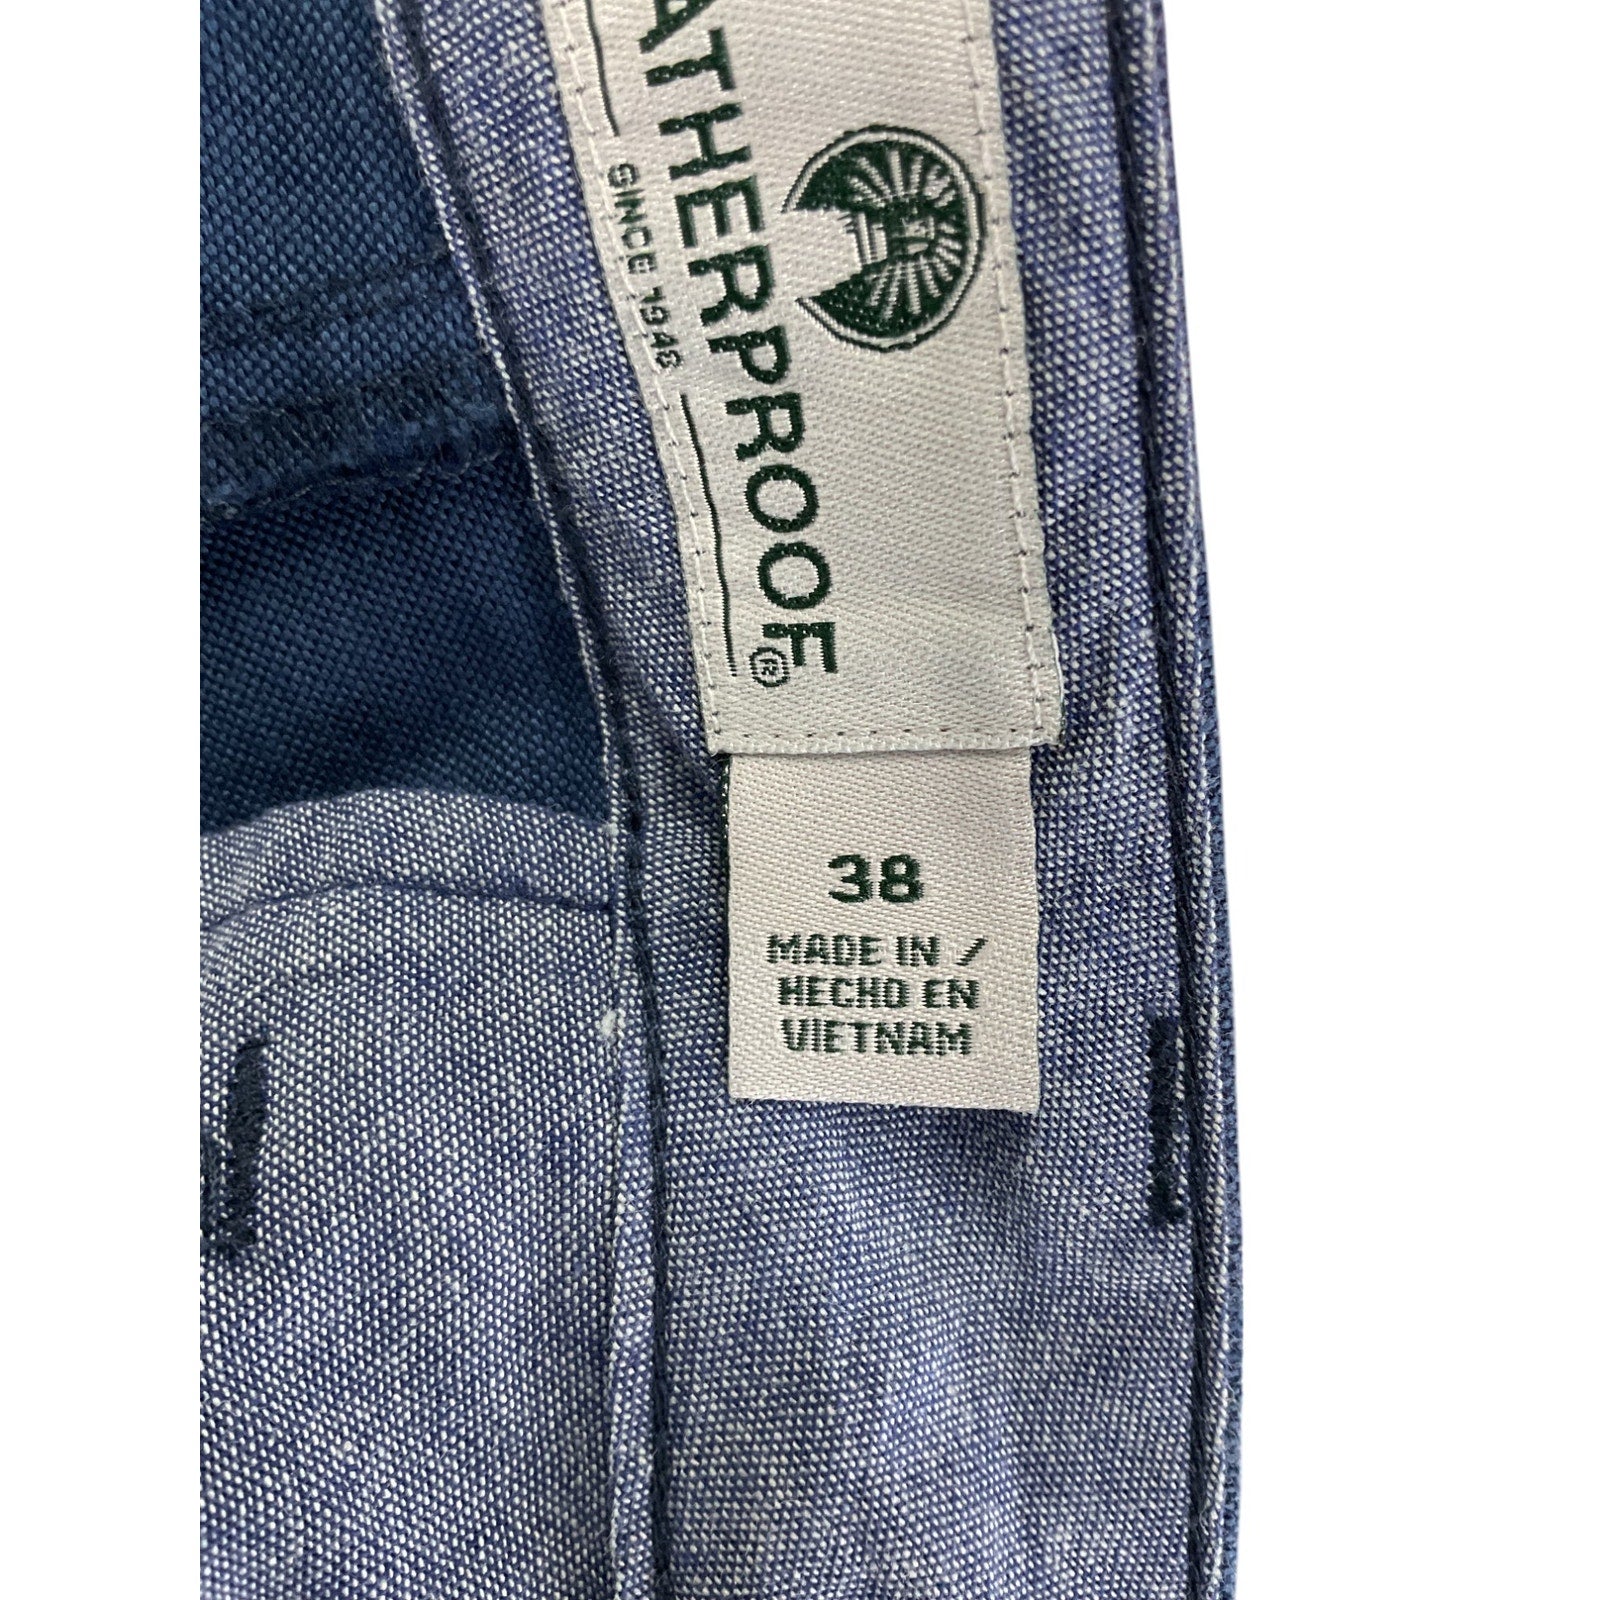 ATHERPROOF®
SINCE 1948
38
MADE IN /
HECHO EN
VIETNAM